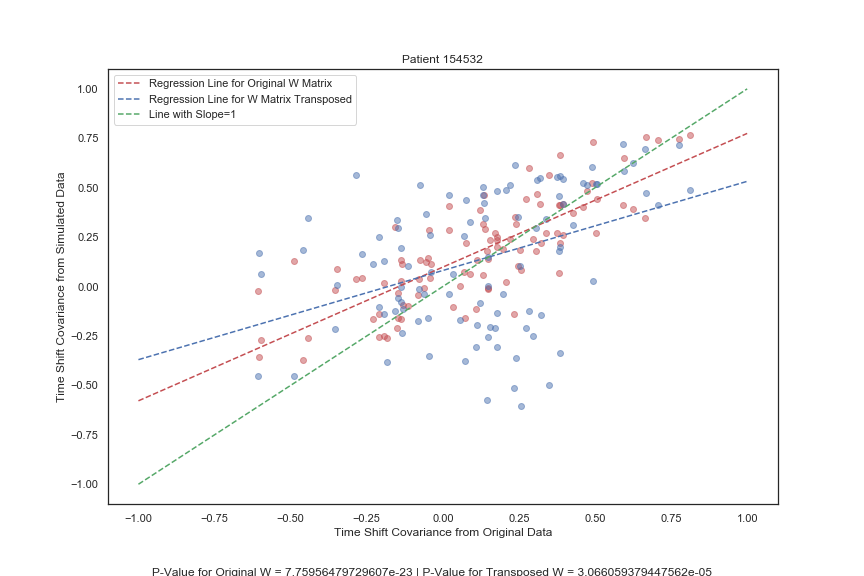 Patient 154532
Regression Line for Original W Matrix
Regression Line for W Matrix Transposed
Line with Slope=1
Time Shift Covariance from Simulated Data
1.00
0.75
0.50
0.25
0.00
−0.25
−0.50
−0.75
−1.00
−1.00 −0.75 −0.50 −0.25 0.00 0.25 0.50 0.75 1.00
Time Shift Covariance from Original Data
P-Value for Original W = 7.75956479729607e-23 | P-Value for Transposed W = 3.066059379447562e-05